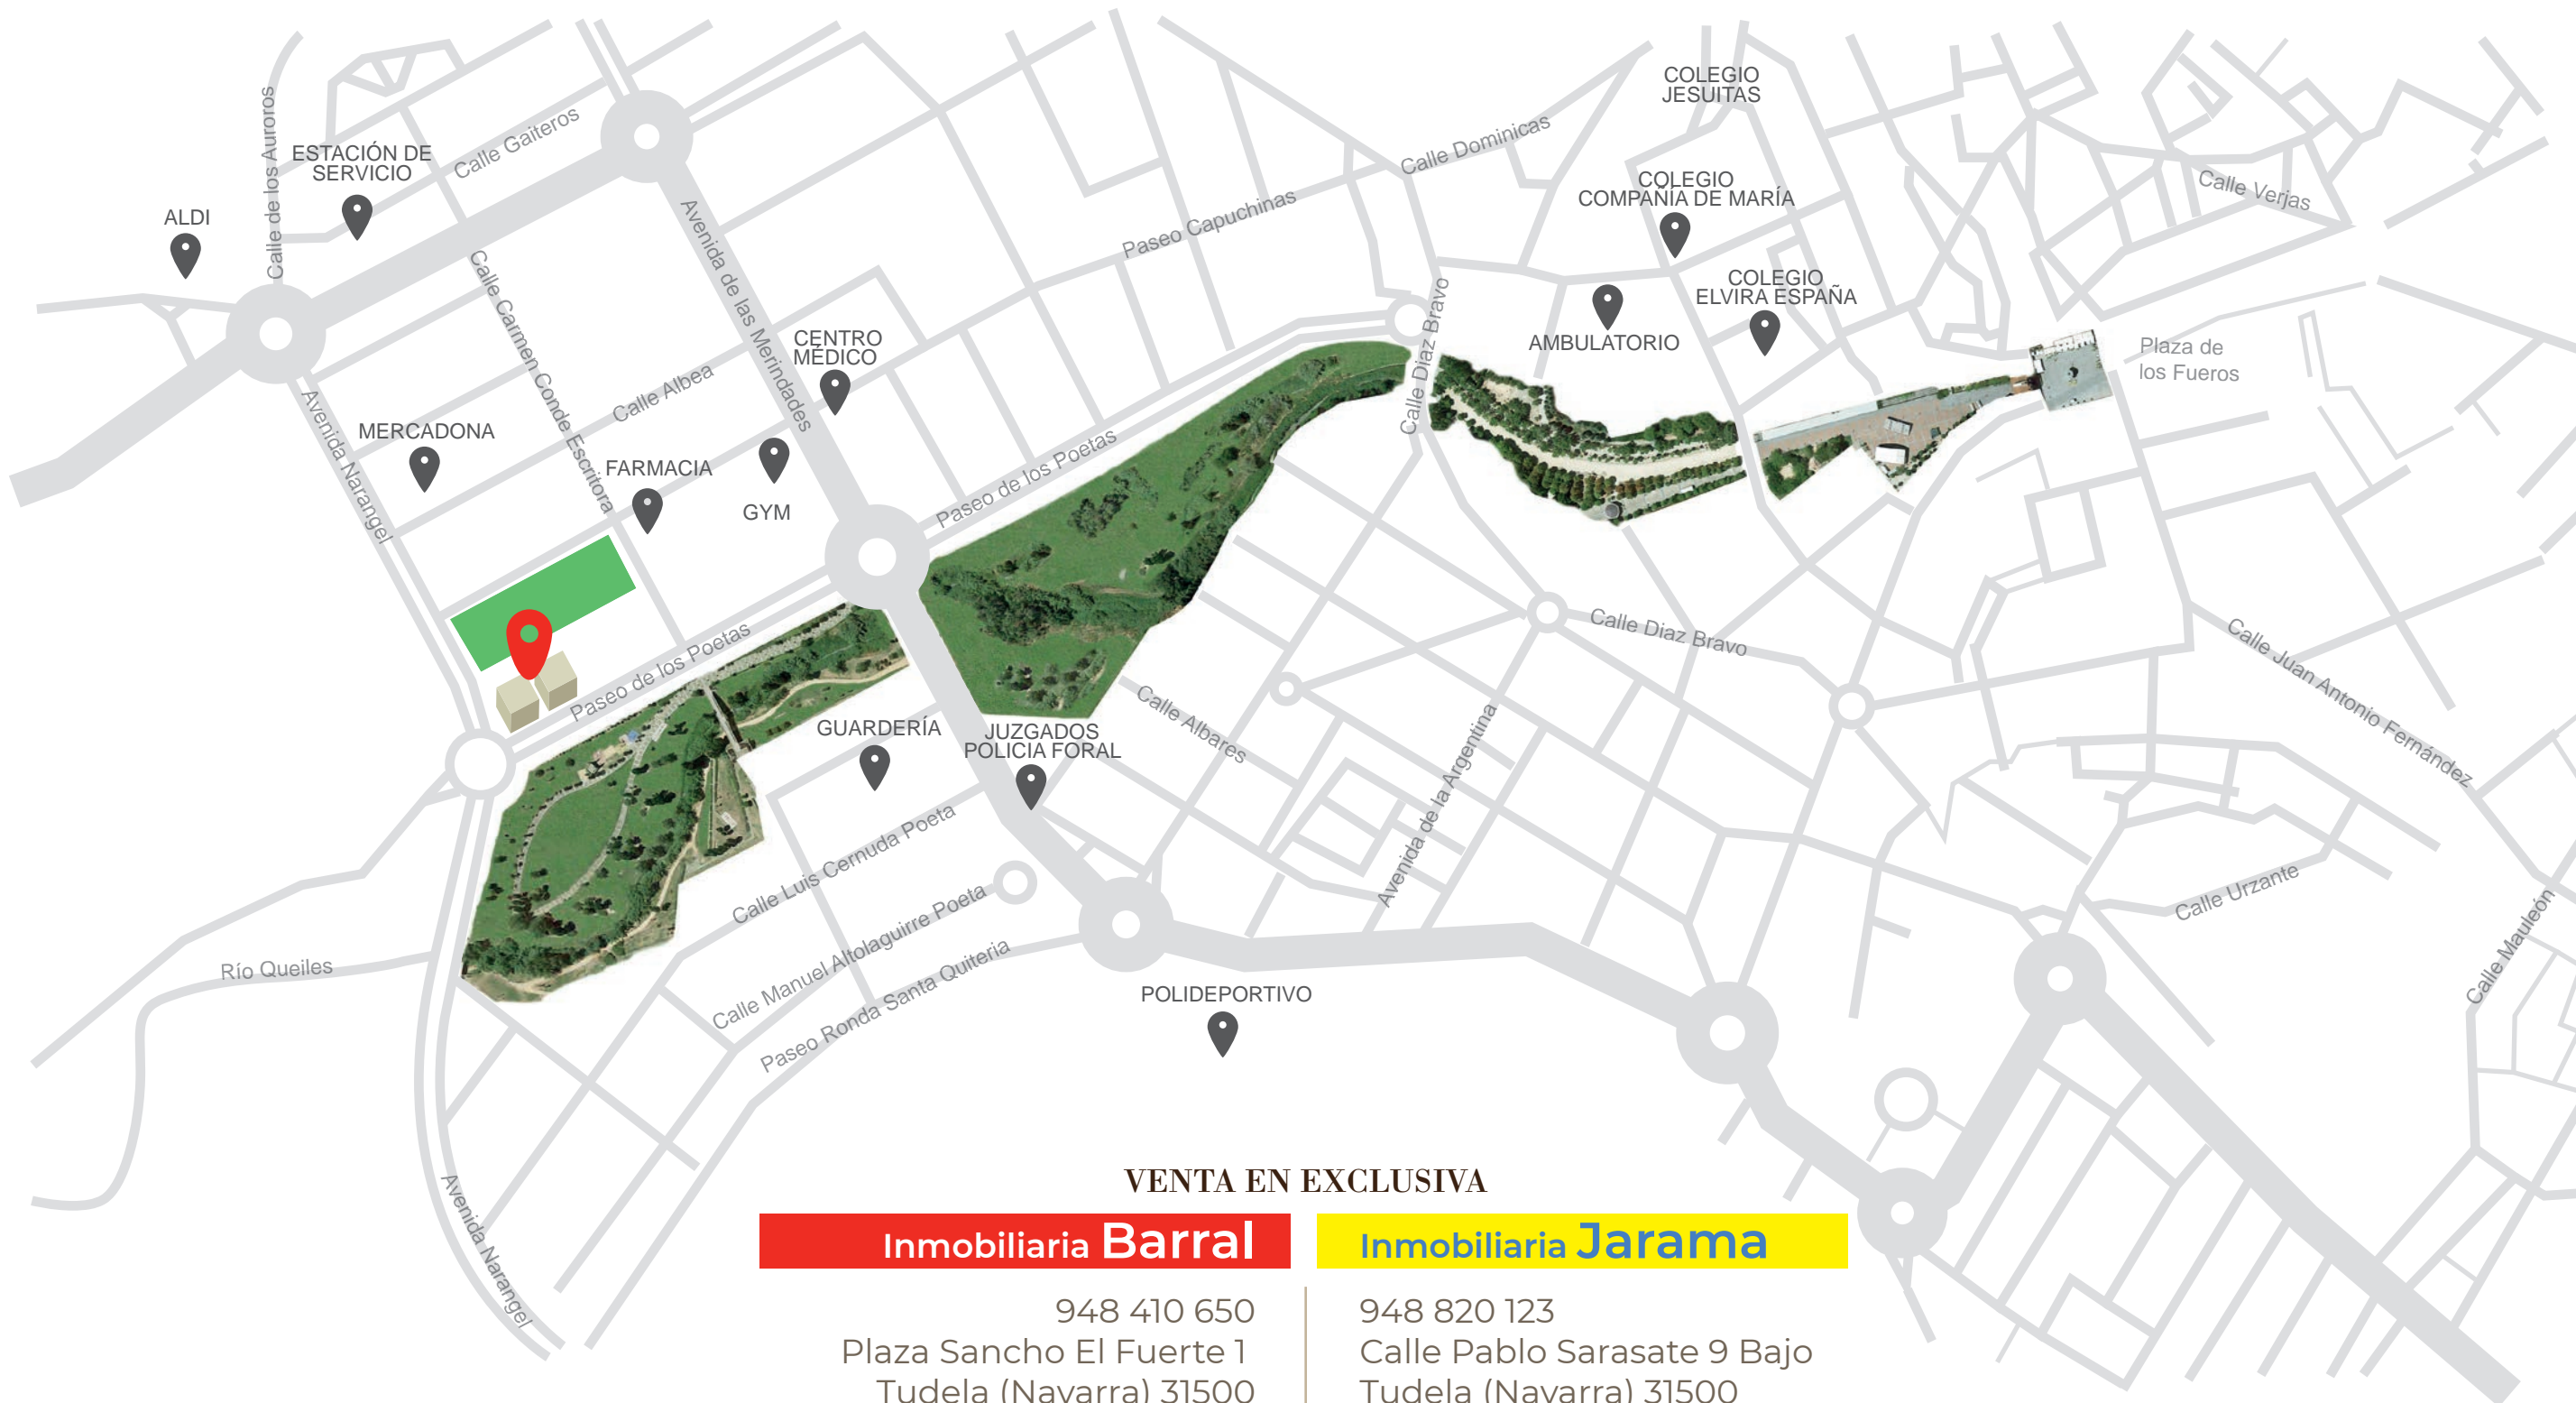 COLEGIO
JESUITAS
Calle de los Auroros
Calle Gaiteros
ESTACIÓN DE
SERVICIO
Calle Dominicas
COLEGIO
COMPAÑÍA DE MARÍA
Calle Verjas
ALDI
Avenida de las Merindades
Paseo Capuchinas
Calle Carmen Conde Escritora
COLEGIO
ELVIRA ESPAÑA
Calle Diaz Bravo
AMBULATORIO
CENTRO
MÉDICO
Plaza de
los Fueros
Calle Albea
Avenida Narangel
MERCADONA
FARMACIA
GYM
Paseo de los Poetas
Calle Diaz Bravo
Paseo de los Poetas
Calle Juan Antonio Fernández
Calle Albares
GUARDERÍA
JUZGADOS
POLICIA FORAL
Avenida de la Argentina
Calle Luis Cernuda Poeta
Calle Urzante
Calle Manuel Altolaguirre Poeta
Calle Mauleón
Río Queiles
Paseo Ronda Santa Quiteria
POLIDEPORTIVO
Avenida Narangel
VENTA EN EXCLUSIVA
Inmobiliaria Barral
948 410 650
Plaza Sancho El Fuerte 1
Tudela (Navarra) 31500
Inmobiliaria Jarama
948 820 123
Calle Pablo Sarasate 9 Bajo
Tudela (Navarra) 31500